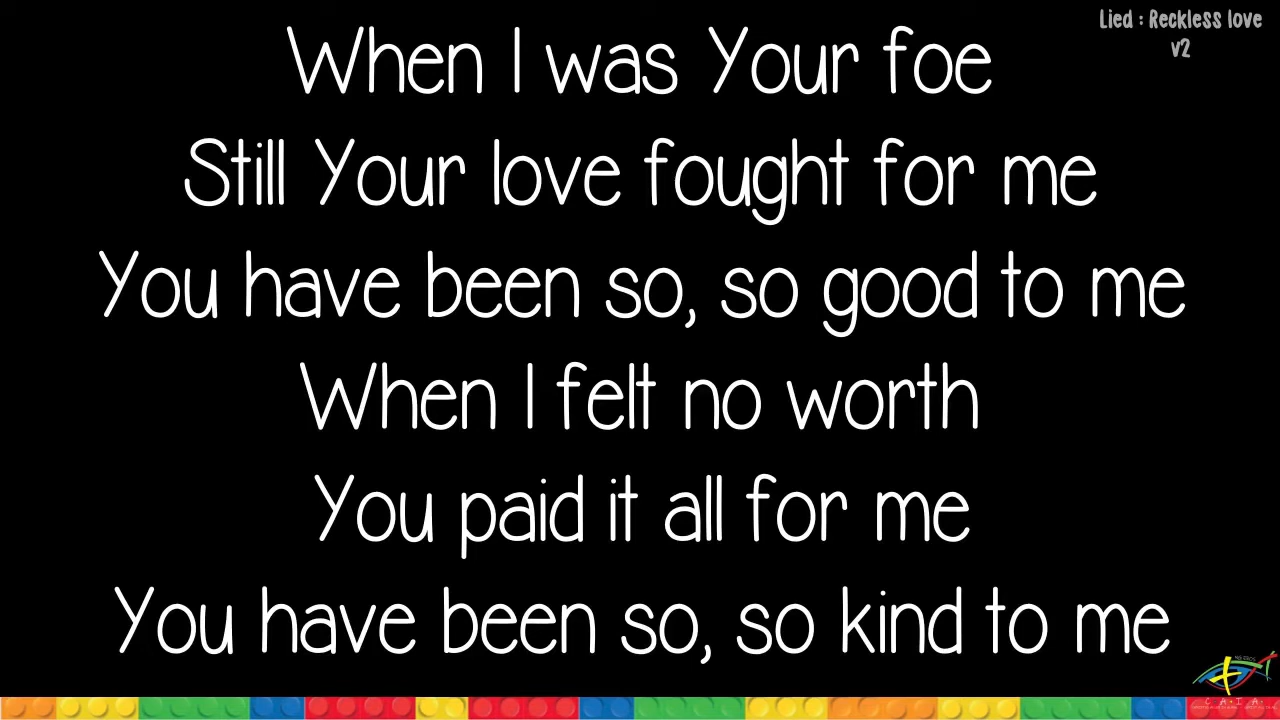 Lied : Reckless love
v2
When I was Your foe
Still Your love fought for me
You have been so, so good to me
When I felt no worth
You paid it all for me
You have been so, so kind to me
C A I A